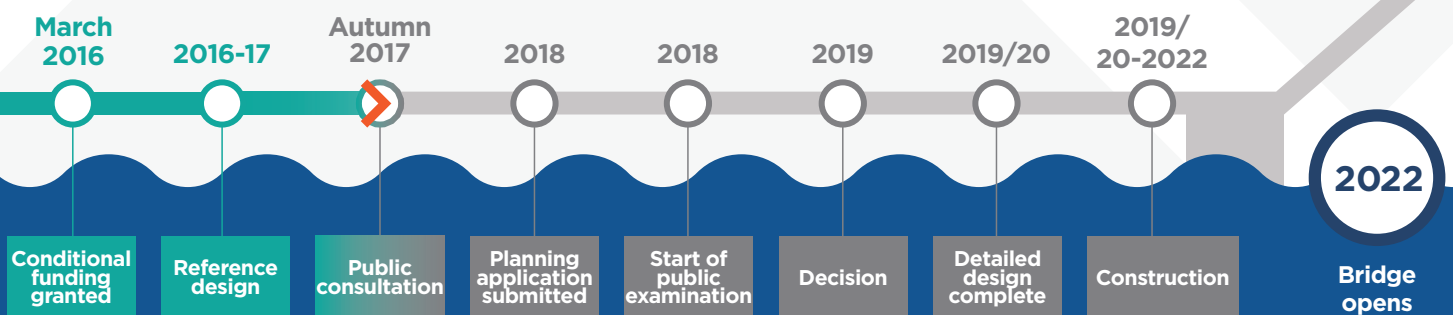 March
2016
2016-17
Autumn
2017
2018
2018
2019
2019/20
2019/
20-2022
2022
Conditional
funding
granted
Reference
design
Public
consultation
Planning
application
submitted
Start of
public
examination
Decision
Detailed
design
complete
Construction
Bridge
opens